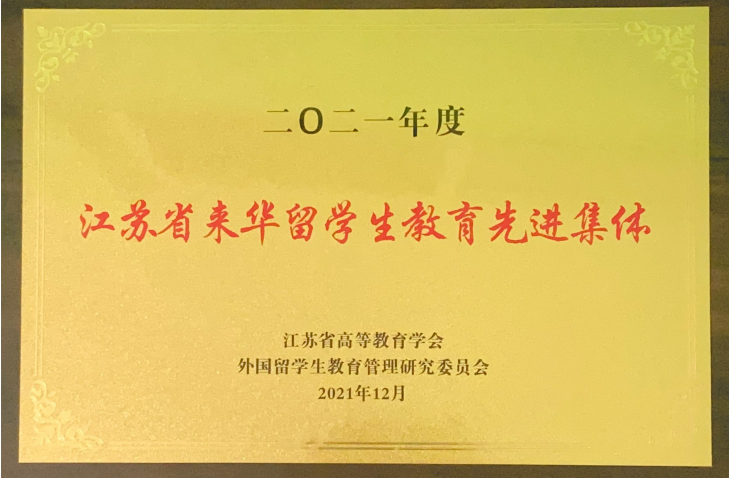 二〇二一年度
江苏省来华留学生教育先进集体
江苏省高等教育学会
外国留学生教育管理研究委员会
2021年12月